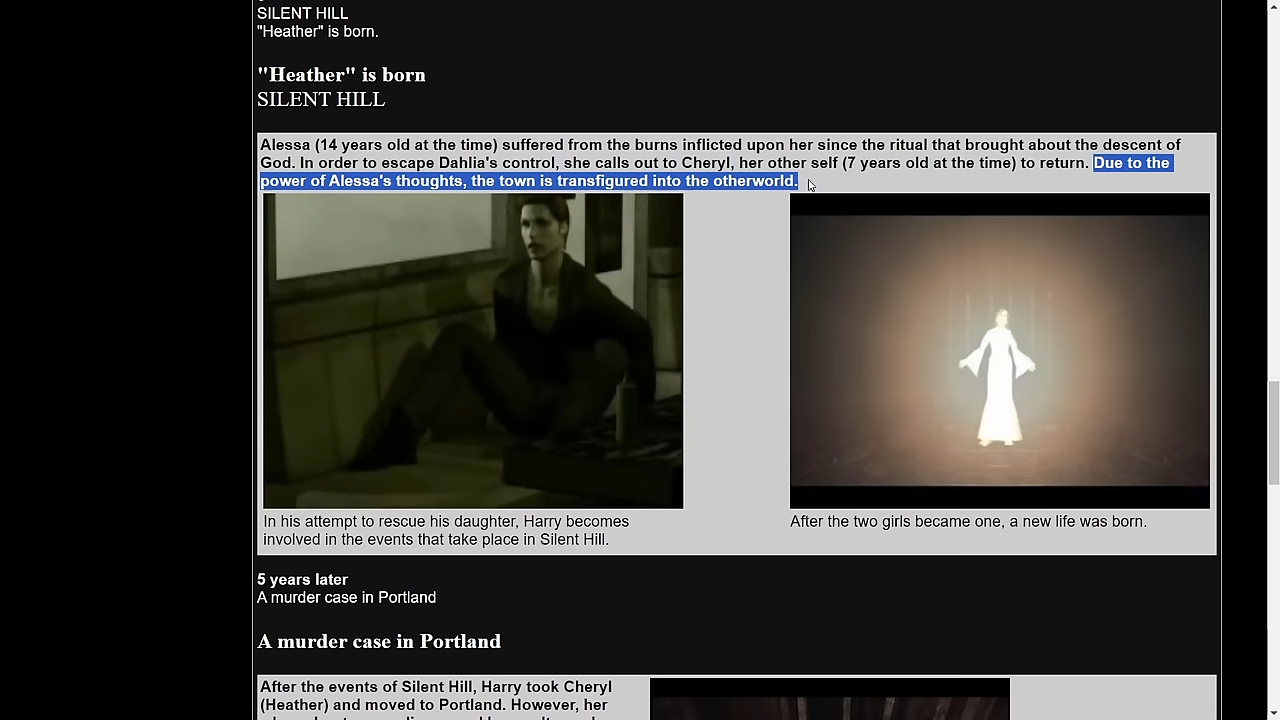 SILENT HILL
"Heather" is born.
"Heather" is born
SILENT HILL
Alessa (14 years old at the time) suffered from the burns inflicted upon her since the ritual that brought about the descent of
God. In order to escape Dahlia's control, she calls out to Cheryl, her other self (7 years old at the time) to return. Due to the
power of Alessa's thoughts, the town is transfigured into the otherworld.
In his attempt to rescue his daughter, Harry becomes
involved in the events that take place in Silent Hill.
After the two girls became one, a new life was born.
5 years later
A murder case in Portland
A murder case in Portland
After the events of Silent Hill, Harry took Cheryl
(Heather) and moved to Portland. However, her